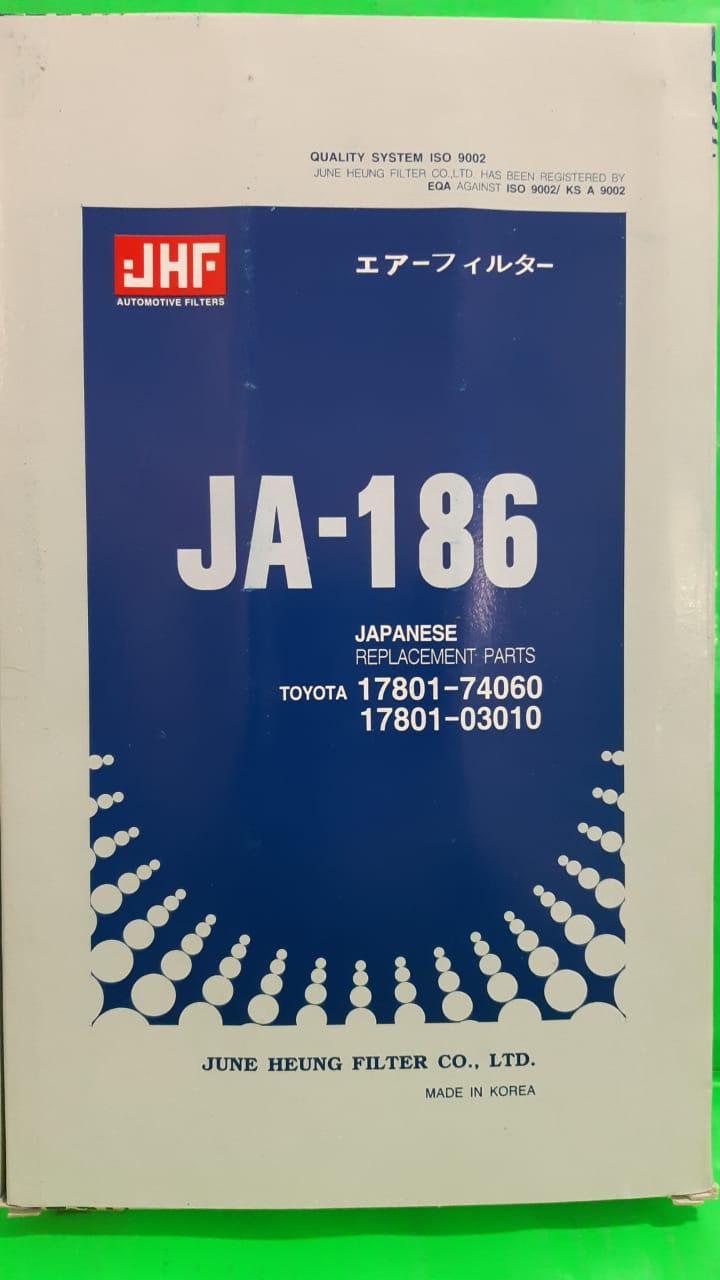 QUALITY SYSTEM ISO 9002
JUNE HEUNG FILTER CO.,LTD. HAS BEEN REGISTERED BY
EQA AGAINST ISO 9002/ KS A 9002
JHF
AUTOMOTIVE FILTERS
エアーフィルター
JA-186
JAPANESE
REPLACEMENT PARTS
TOYOTA 17801-74060
17801-03010
JUNE HEUNG FILTER CO., LTD.
MADE IN KOREA